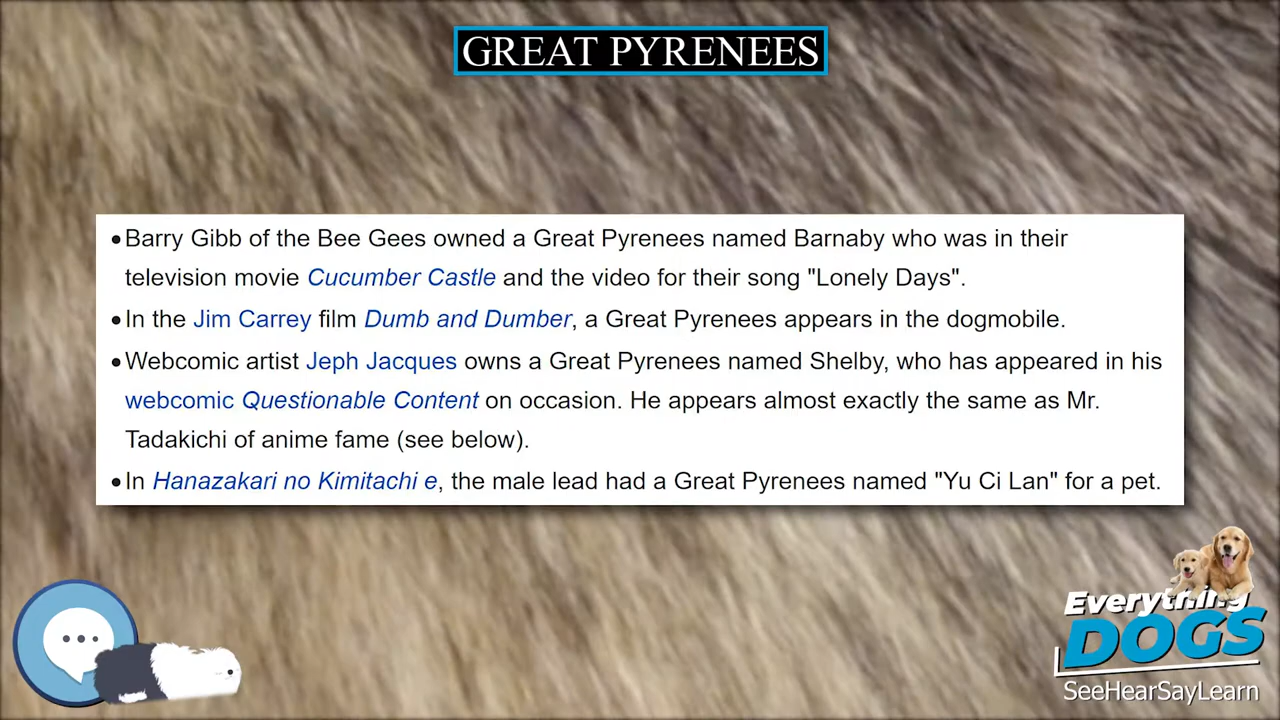 GREAT PYRENEES
•Barry Gibb of the Bee Gees owned a Great Pyrenees named Barnaby who was in their
television movie Cucumber Castle and the video for their song "Lonely Days".
•In the Jim Carrey film Dumb and Dumber, a Great Pyrenees appears in the dogmobile.
•Webcomic artist Jeph Jacques owns a Great Pyrenees named Shelby, who has appeared in his
webcomic Questionable Content on occasion. He appears almost exactly the same as Mr.
Tadakichi of anime fame (see below).
•In Hanazakari no Kimitachi e, the male lead had a Great Pyrenees named "Yu Ci Lan" for a pet.
Everything
DOGS
SeeHearSayLearn